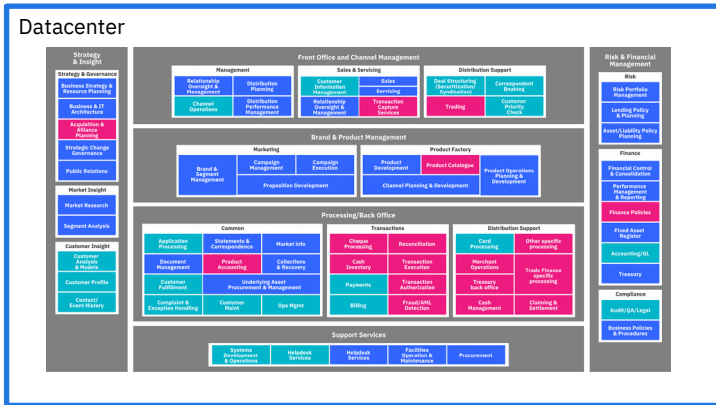 Datacenter
Strategy
& Insight
Strategy & Governance
Business Strategy &
Resource Planning
Business & IT
Architecture
Acquisition &
Alliance
Planning
Strategic Change
Governance
Public Relations
Market Insight
Market Research
Segment Analysis
Customer Insight
Customer
Analysis
& Models
Customer Profile
Contact/
Event History
Front Office and Channel Management
Management
Relationship
Oversight &
Management
Distribution
Planning
Channel
Operations
Distribution
Performance
Management
Sales & Servicing
Customer
Information
Management
Sales
Servicing
Relationship
Oversight &
Management
Transaction
Capture
Services
Distribution Support
Deal Structuring
(Securitization/
Syndication)
Correspondent
Bnaking
Trading
Customer
Priority
Check
Brand & Product Management
Marketing
Brand &
Segment
Management
Campaign
Management
Campaign
Execution
Proposition Development
Product Factory
Product
Development
Product Catalogue
Product Operations
Planning &
Development
Channel Planning & Development
Processing/Back Office
Common
Application
Processing
Statements &
Correspondence
Market info
Document
Management
Product
Accounting
Collections
& Recovery
Customer
Fulfillment
Underlying Asset
Procurement & Management
Complaint &
Exception Handling
Customer
Maint
Ops Mgmt
Transactions
Cheque
Processing
Reconciliation
Cash
Inventory
Transaction
Execution
Payments
Transaction
Authorization
Billing
Fraud/AML
Detection
Distribution Support
Card
Processing
Other specific
processing
Merchant
Operations
Trade Finance
specific
processing
Treasury
back office
Cash
Management
Claiming &
Settlement
Support Services
Systems
Development
& Operations
Helpdesk
Services
Helpdesk
Services
Facilities
Operation &
Maintenance
Procurement
Risk & Financial
Management
Risk
Risk Portfolio
Management
Lending Policy
& Planning
Asset/Liability Policy
Planning
Finance
Financial Control
& Consolidation
Performance
Management
& Reporting
Finance Policies
Fixed Asset
Register
Accounting/GL
Treasury
Compliance
Audit/QA/Legal
Business Policies
& Procedures